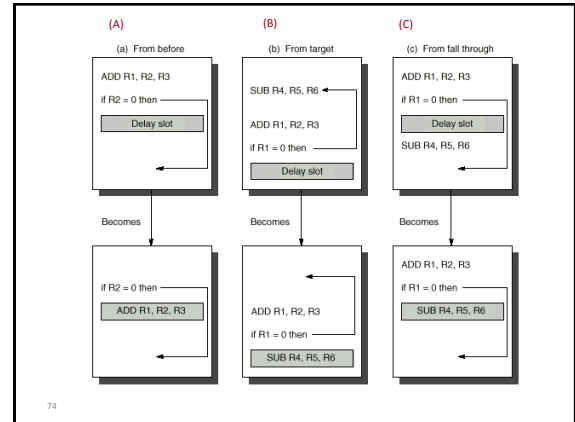 (A)
(a) From before
ADD R1, R2, R3
if R2 = 0 then
Delay slot
Becomes
if R2 = 0 then
ADD R1, R2, R3
(B)
(b) From target
SUB R4, R5, R6
ADD R1, R2, R3
if R1 = 0 then
Delay slot
Becomes
ADD R1, R2, R3
if R1 = 0 then
SUB R4, R5, R6
(C)
(c) From fall through
ADD R1, R2, R3
if R1 = 0 then
Delay slot
SUB R4, R5, R6
Becomes
ADD R1, R2, R3
if R1 = 0 then
SUB R4, R5, R6
74